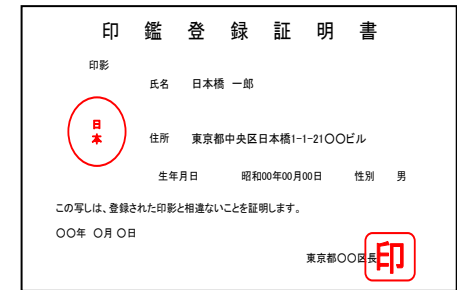 印鑑登録証明書
印影
氏名 日本橋 一郎
日本
住所 東京都中央区日本橋1-1-21〇〇ビル
生年月日 昭和00年00月00日 性別 男
この写しは、登録された印影と相違ないことを証明します。
〇〇年 〇月 〇日
東京都〇〇区長 印